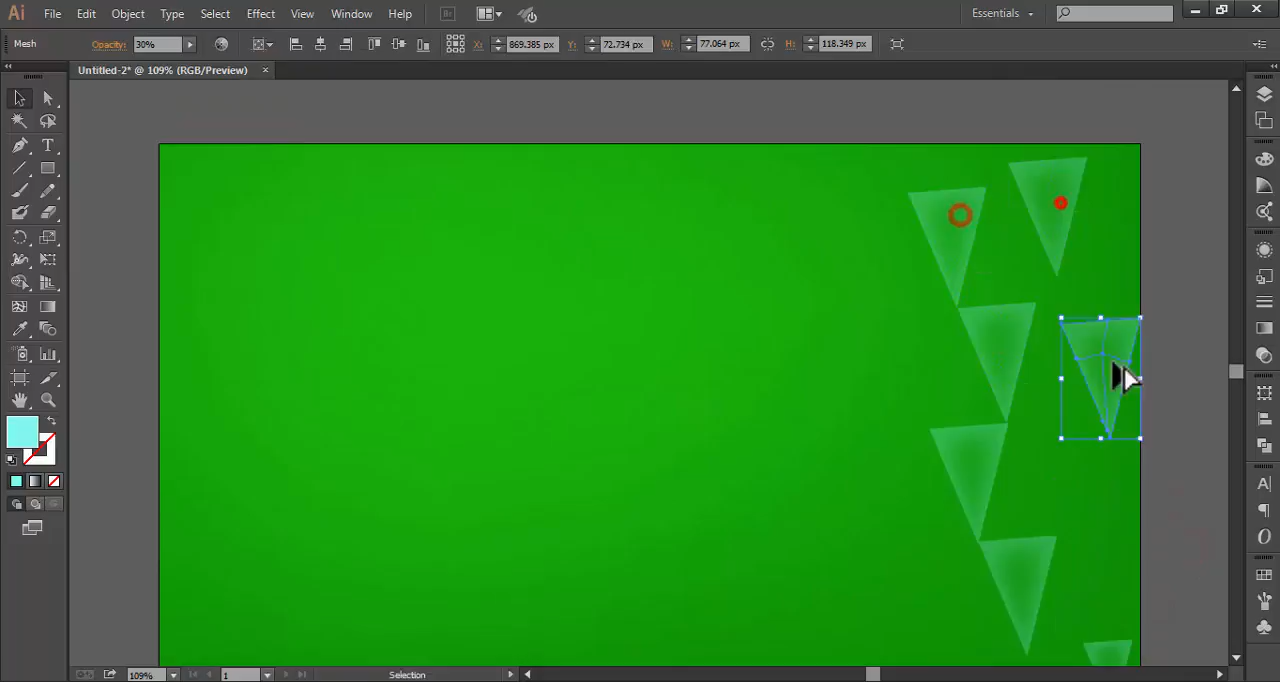 Ai File Edit Object Type Select Effect View Window Help Br Essentials
Mesh Opacity: 30% X: 869.385 px Y: 72.734 px W: 77.064 px H: 118.349 px
Untitled-2* @ 109% (RGB/Preview) ×
109% 1 Selection